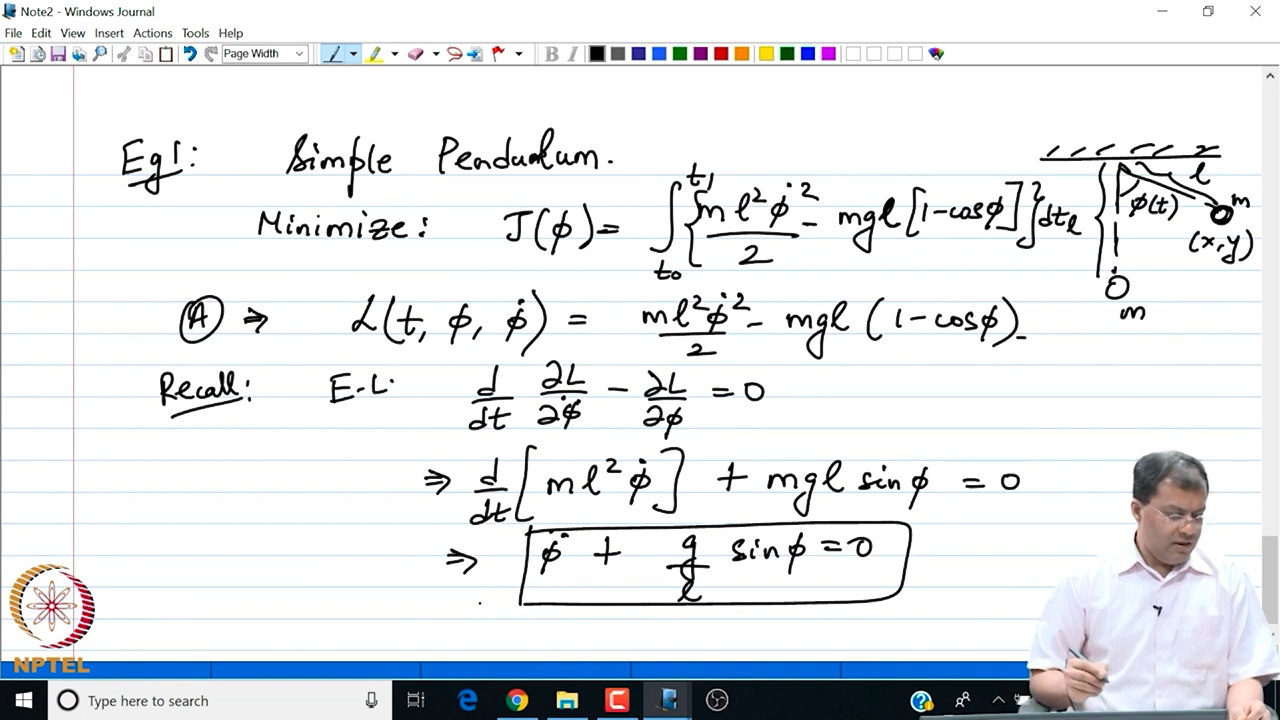 Note2 - Windows Journal
File Edit View Insert Actions Tools Help
Page Width B I
Eg1: Simple Pendulum.
Minimize: J(ϕ) = ∫_{t₀}^{t₁} { ml²ϕ̇²/2 - mgl [1-cosϕ] } dt
l
l m
ϕ(t)
(x,y)
m
Ⓐ ⇒ L(t, ϕ, ϕ̇) = ml²ϕ̇²/2 - mgl (1-cosϕ)
Recall: E-L. d/dt ∂L/∂ϕ̇ - ∂L/∂ϕ = 0
⇒ d/dt [ml²ϕ̇] + mgl sinϕ = 0
⇒ ϕ̈ + g/l sinϕ = 0
NPTEL
Type here to search